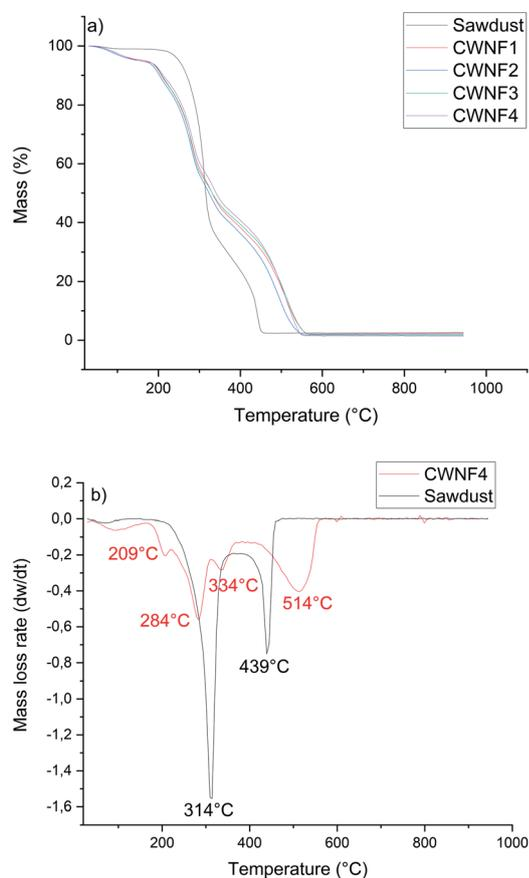 a)
Sawdust
CWNF1
CWNF2
CWNF3
CWNF4
100
80
60
40
20
0
Mass (%)
200 400 600 800 1000
Temperature (°C)
b)
CWNF4
Sawdust
0,2
0,0
-0,2
-0,4
-0,6
-0,8
-1,0
-1,2
-1,4
-1,6
Mass loss rate (dw/dt)
209°C
284°C
334°C
514°C
439°C
314°C
200 400 600 800 1000
Temperature (°C)